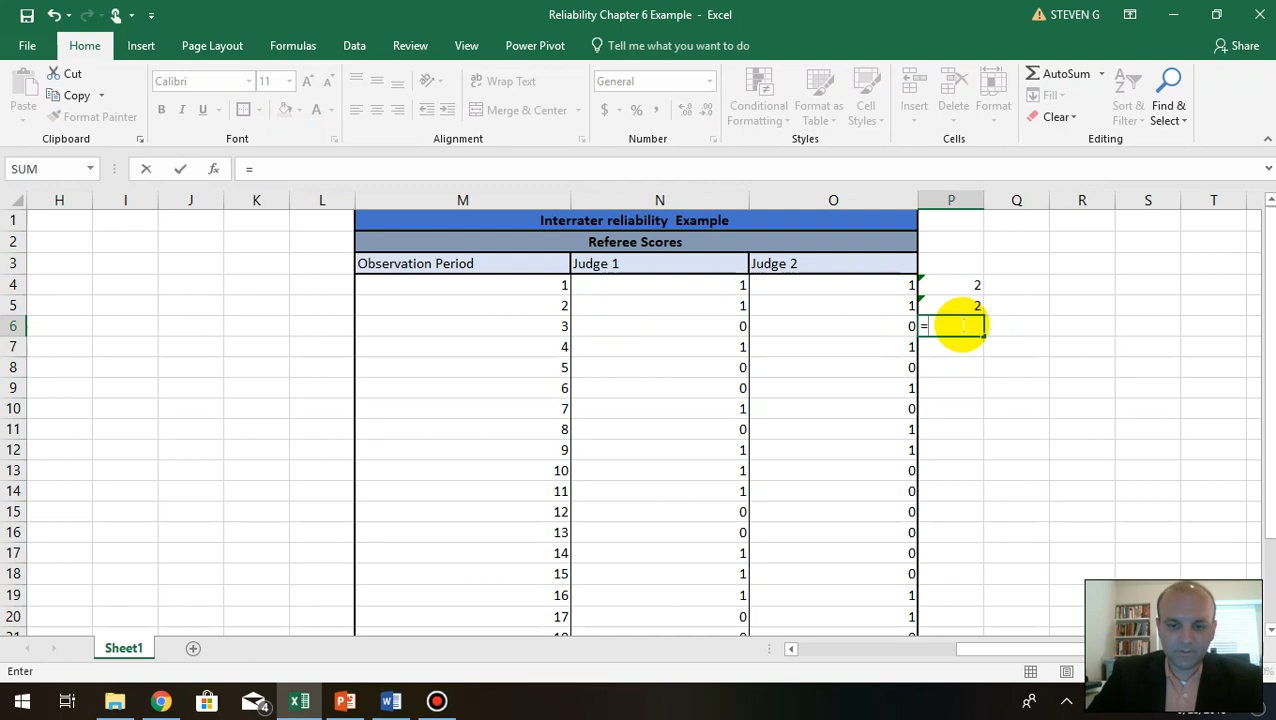 Reliability Chapter 6 Example - Excel
STEVEN G
File Home Insert Page Layout Formulas Data Review View Power Pivot Tell me what you want to do Share
Paste
Cut
Copy
Format Painter
Clipboard
Calibri 11
B I U
Font
Wrap Text
Merge & Center
Alignment
General
$ % ,
Number
Conditional Formatting
Format as Table
Cell Styles
Styles
Insert
Delete
Format
Cells
AutoSum
Fill
Clear
Sort & Filter
Find & Select
Editing
SUM fx =
H I J K L M N O P Q R S T
1 Interrater reliability Example
2 Referee Scores
3 Observation Period Judge 1 Judge 2
4 1 1 1 2
5 2 1 1 2
6 3 0 0 =
7 4 1 1
8 5 0 0
9 6 0 1
10 7 1 0
11 8 0 1
12 9 1 1
13 10 1 0
14 11 1 0
15 12 0 0
16 13 0 0
17 14 1 0
18 15 1 0
19 16 1 1
20 17 0 1
Sheet1
Enter
4